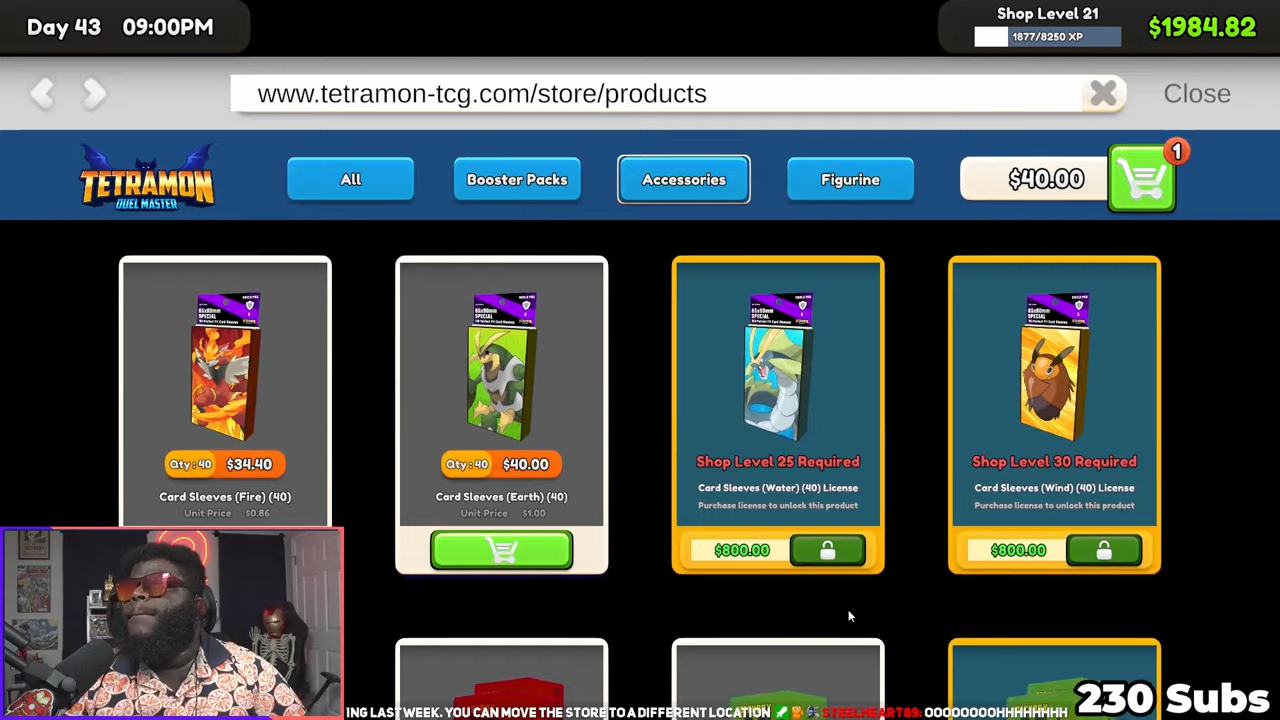 Day 43 09:00PM
Shop Level 21
1877/8250 XP
$1984.82
www.tetramon-tcg.com/store/products
Close
TETRAMON
DUEL MASTER
All
Booster Packs
Accessories
Figurine
$40.00
1
Qty : 40 $34.40
Card Sleeves (Fire) (40)
Unit Price $0.86
Qty : 40 $40.00
Card Sleeves (Earth) (40)
Unit Price $1.00
Shop Level 25 Required
Card Sleeves (Water) (40) License
Purchase license to unlock this product
$800.00
Shop Level 30 Required
Card Sleeves (Wind) (40) License
Purchase license to unlock this product
$800.00
230 Subs
ING LAST WEEK. YOU CAN MOVE THE STORE TO A DIFFERENT LOCATION STEELHEART89: OOOOOOOOHHHHHHHH